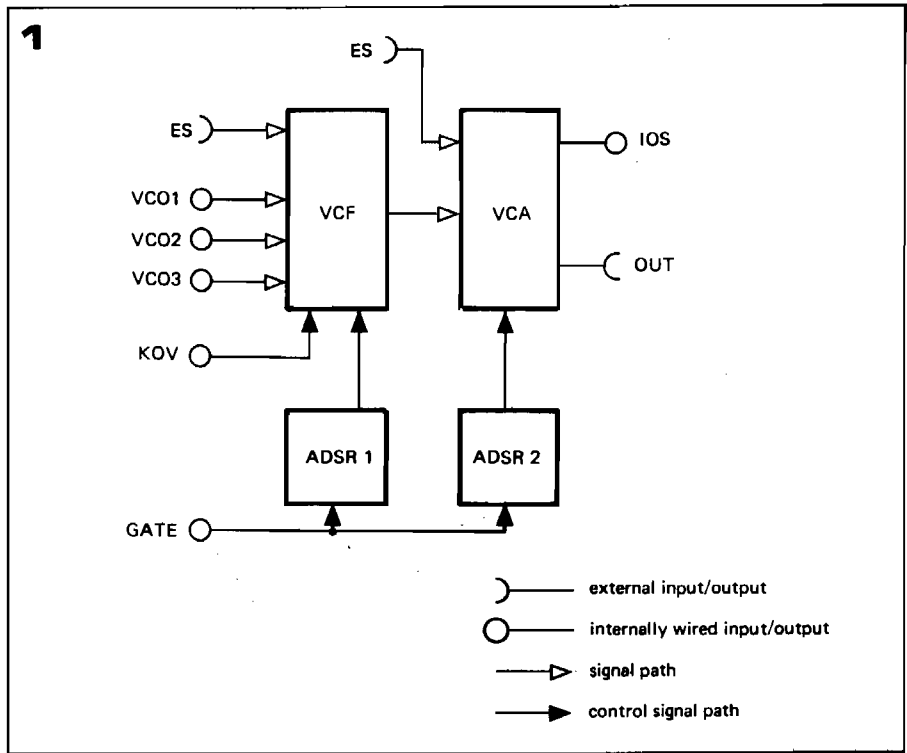 1
ES
ES
VCO1
VCO2
VCO3
KOV
VCF
VCA
IOS
OUT
ADSR 1
ADSR 2
GATE
external input/output
internally wired input/output
signal path
control signal path